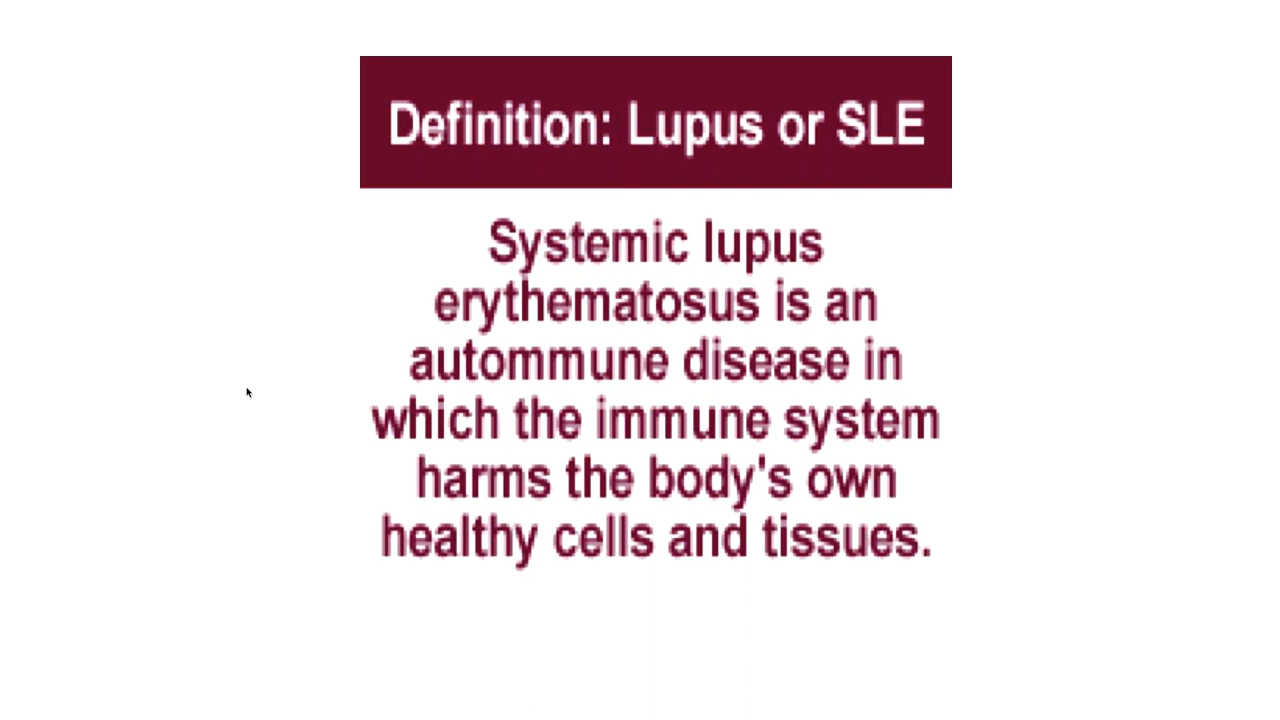 Definition: Lupus or SLE
Systemic lupus
erythematosus is an
autommune disease in
which the immune system
harms the body's own
healthy cells and tissues.